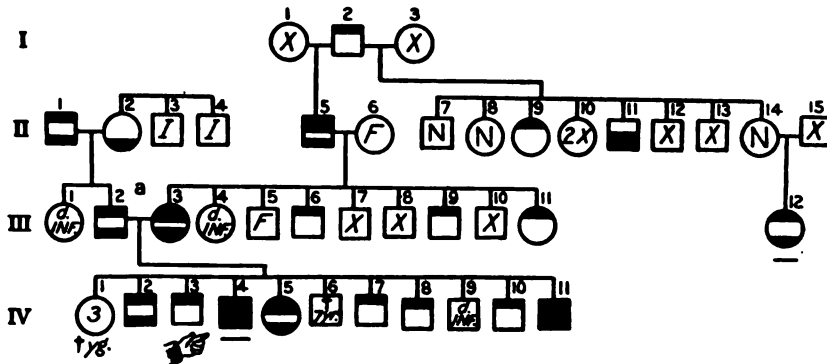 1 2 3
I X X
1 2 3 4 5 6 7 8 9 10 11 12 13 14 15
II I I F N N 2X X X N X
a
1 2 3 4 5 6 7 8 9 10 11 12
III d. INF. d. INF. F X X X
1 2 3 4 5 6 7 8 9 10 11
IV 3 † 7yr. d. INF.
† yg.